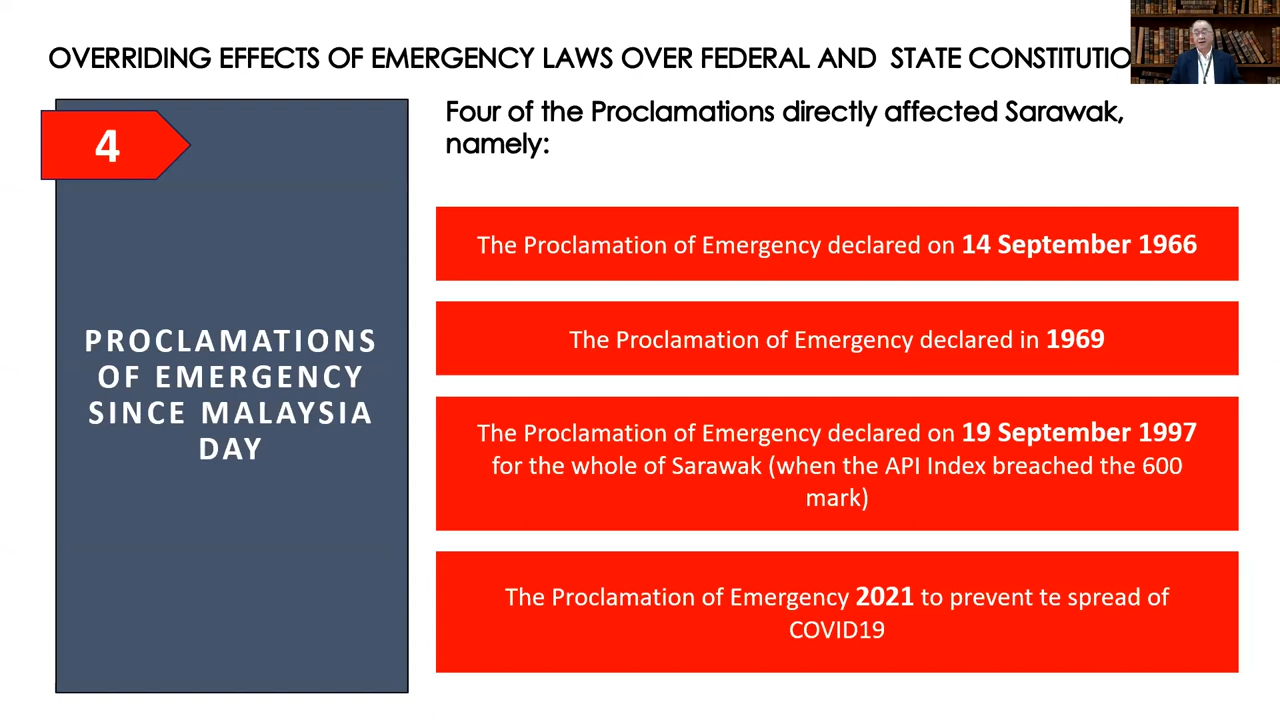 OVERRIDING EFFECTS OF EMERGENCY LAWS OVER FEDERAL AND STATE CONSTITUTIO
4
PROCLAMATIONS
OF EMERGENCY
SINCE MALAYSIA
DAY
Four of the Proclamations directly affected Sarawak,
namely:
The Proclamation of Emergency declared on 14 September 1966
The Proclamation of Emergency declared in 1969
The Proclamation of Emergency declared on 19 September 1997
for the whole of Sarawak (when the API Index breached the 600
mark)
The Proclamation of Emergency 2021 to prevent te spread of
COVID19